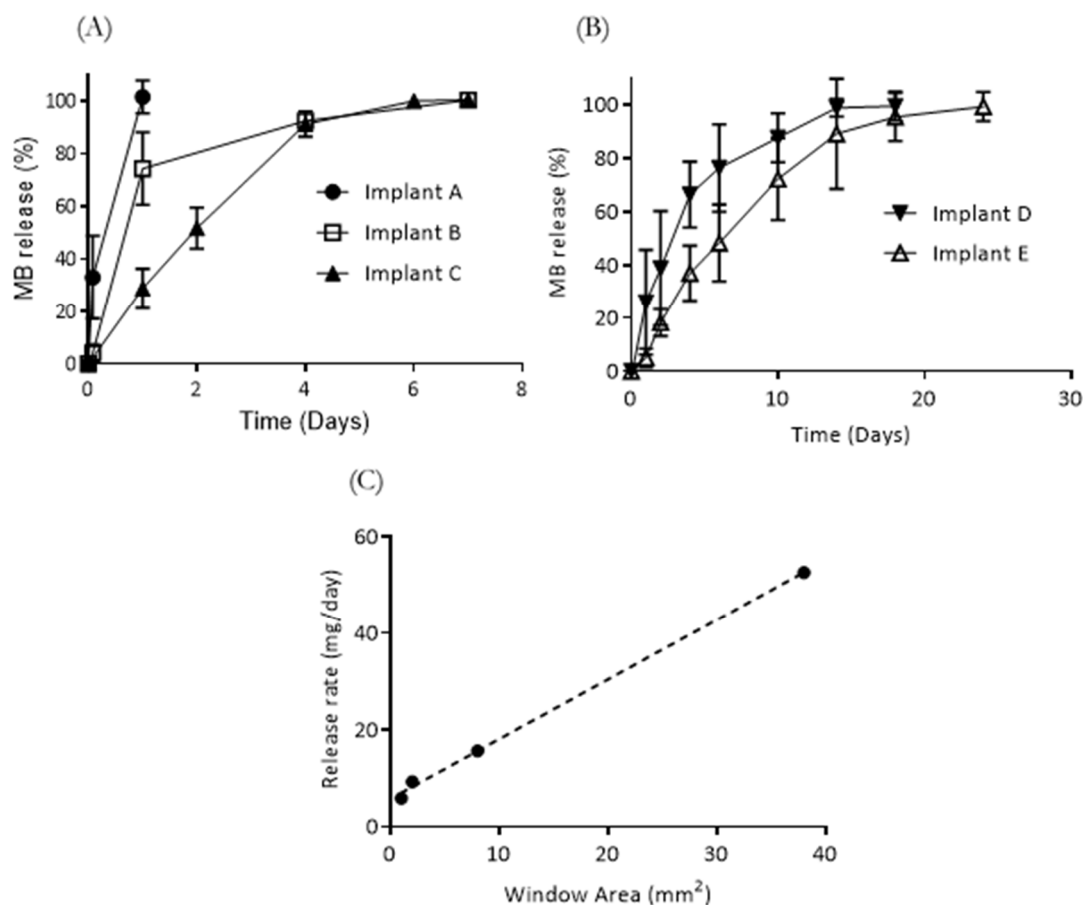 (A)
MB release (%)
100
80
60
40
20
0
0 2 4 6 8
Time (Days)
Implant A
Implant B
Implant C
(B)
MB release (%)
100
80
60
40
20
0
0 10 20 30
Time (Days)
Implant D
Implant E
(C)
Release rate (mg/day)
60
40
20
0
0 10 20 30 40
Window Area (mm²)